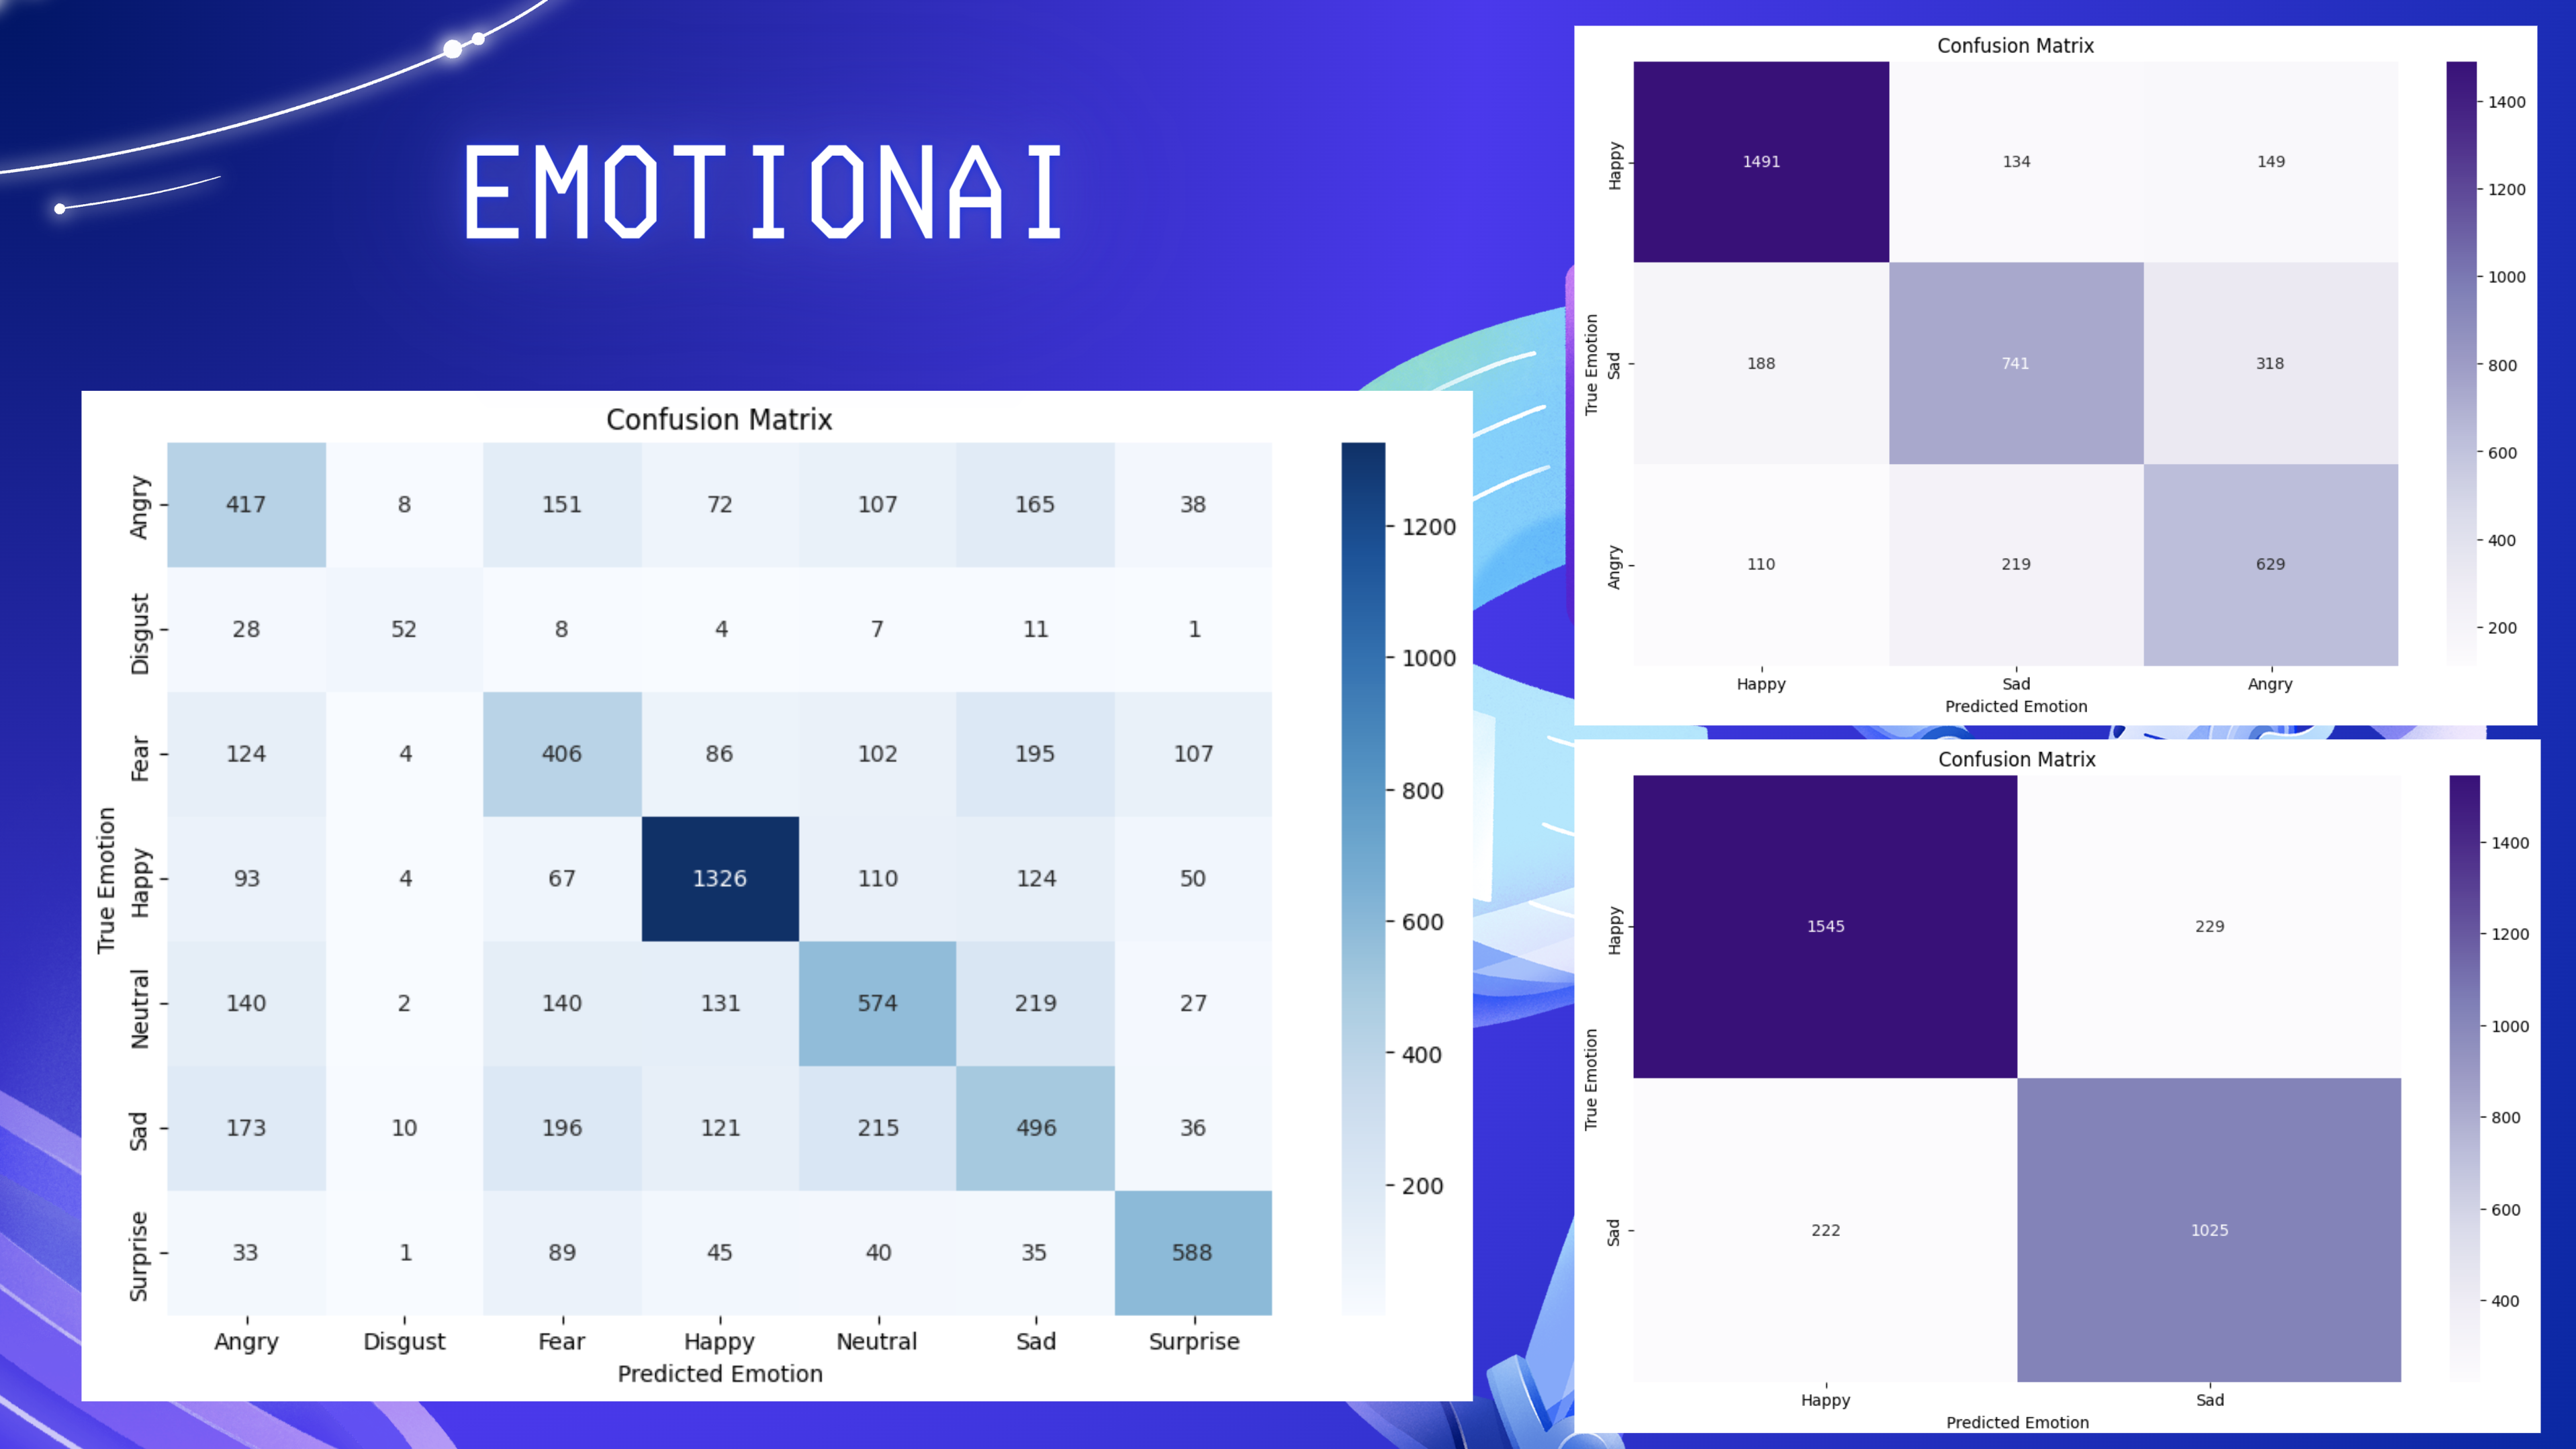 EMOTIONAI
Confusion Matrix
True Emotion
Angry 417 8 151 72 107 165 38
Disgust 28 52 8 4 7 11 1
Fear 124 4 406 86 102 195 107
Happy 93 4 67 1326 110 124 50
Neutral 140 2 140 131 574 219 27
Sad 173 10 196 121 215 496 36
Surprise 33 1 89 45 40 35 588
Angry Disgust Fear Happy Neutral Sad Surprise
Predicted Emotion
1200
1000
800
600
400
200
Confusion Matrix
True Emotion
Happy 1491 134 149
Sad 188 741 318
Angry 110 219 629
Happy Sad Angry
Predicted Emotion
1400
1200
1000
800
600
400
200
Confusion Matrix
True Emotion
Happy 1545 229
Sad 222 1025
Happy Sad
Predicted Emotion
1400
1200
1000
800
600
400